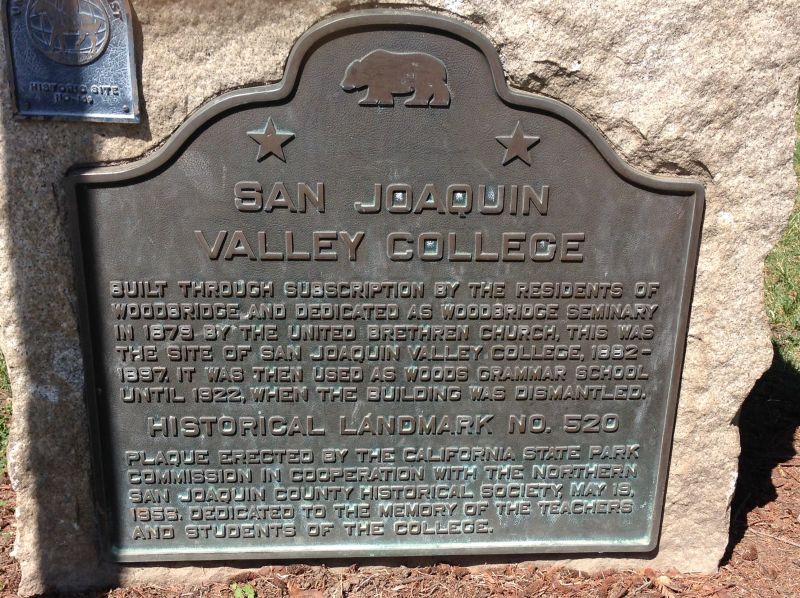 HISTORIC SITE
SAN JOAQUIN
VALLEY COLLEGE
BUILT THROUGH SUBSCRIPTION BY THE RESIDENTS OF
WOODBRIDGE AND DEDICATED AS WOODBRIDGE SEMINARY
IN 1879 BY THE UNITED BRETHREN CHURCH, THIS WAS
THE SITE OF SAN JOAQUIN VALLEY COLLEGE, 1882-
1897. IT WAS THEN USED AS WOODS GRAMMAR SCHOOL
UNTIL 1922, WHEN THE BUILDING WAS DISMANTLED.
HISTORICAL LANDMARK NO. 520
PLAQUE ERECTED BY THE CALIFORNIA STATE PARK
COMMISSION IN COOPERATION WITH THE NORTHERN
SAN JOAQUIN COUNTY HISTORICAL SOCIETY, MAY 19,
DEDICATED TO THE MEMORY OF THE TEACHERS
AND STUDENTS OF THE COLLEGE.